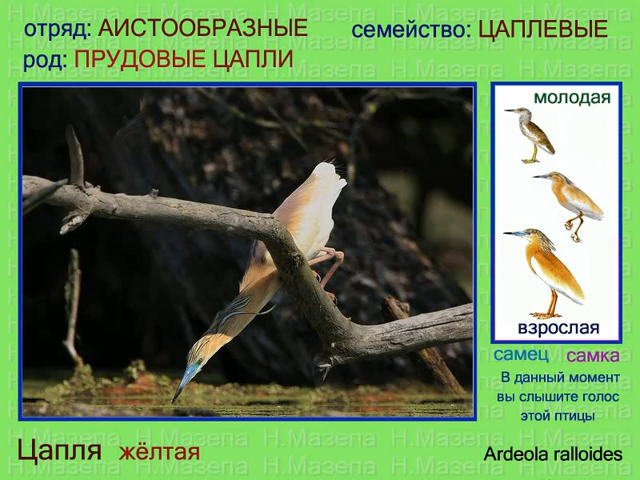 отряд: АИСТООБРАЗНЫЕ
семейство: ЦАПЛЕВЫЕ
род: ПРУДОВЫЕ ЦАПЛИ
молодая
взрослая
самец самка
В данный момент
вы слышите голос
этой птицы
Цапля жёлтая
Ardeola ralloides
Н.Мазепа